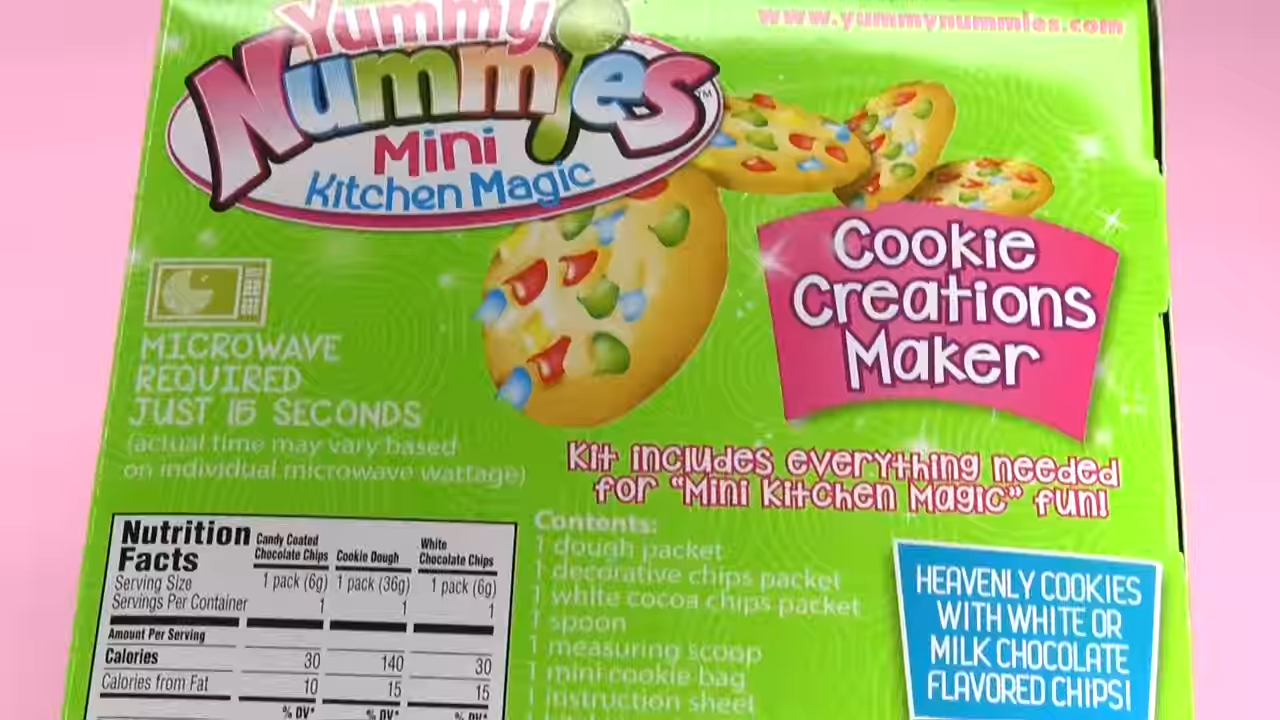 www.yummynummies.com
Yummy
Nummies™
Mini
Kitchen Magic
Cookie
Creations
Maker
MICROWAVE
REQUIRED
JUST 15 SECONDS
(actual time may vary based
on individual microwave wattage)
Kit includes everything needed
for "Mini Kitchen Magic" fun!
Nutrition
Facts
Candy Coated
Chocolate Chips
Cookie Dough
White
Chocolate Chips
Serving Size 1 pack (6g) 1 pack (36g) 1 pack (6g)
Servings Per Container 1 1 1
Amount Per Serving
Calories 30 140 30
Calories from Fat 10 15 15
% DV* % DV* % DV*
Contents:
1 dough packet
1 decorative chips packet
1 white cocoa chips packet
1 spoon
1 measuring scoop
1 mini cookie bag
1 instruction sheet
HEAVENLY COOKIES
WITH WHITE OR
MILK CHOCOLATE
FLAVORED CHIPS!